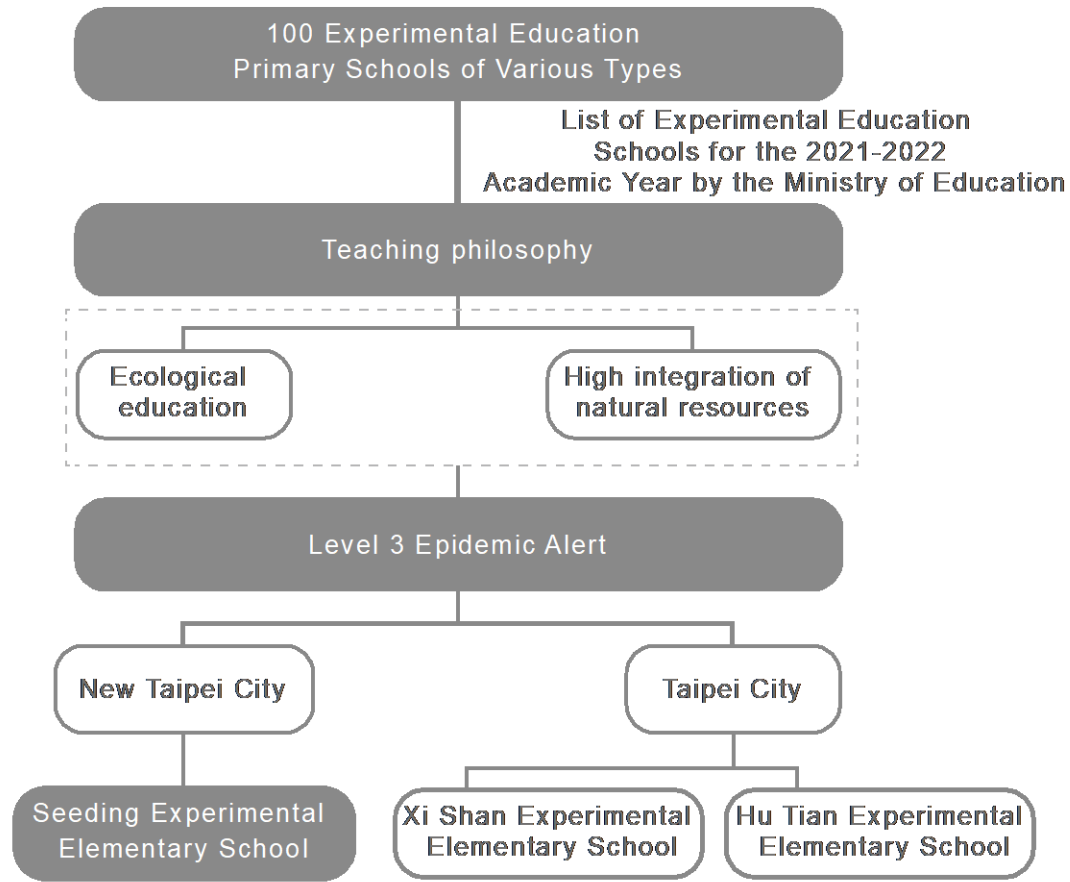 100 Experimental Education
Primary Schools of Various Types
List of Experimental Education
Schools for the 2021-2022
Academic Year by the Ministry of Education
Teaching philosophy
Ecological
education
High integration of
natural resources
Level 3 Epidemic Alert
New Taipei City
Taipei City
Seeding Experimental
Elementary School
Xi Shan Experimental
Elementary School
Hu Tian Experimental
Elementary School